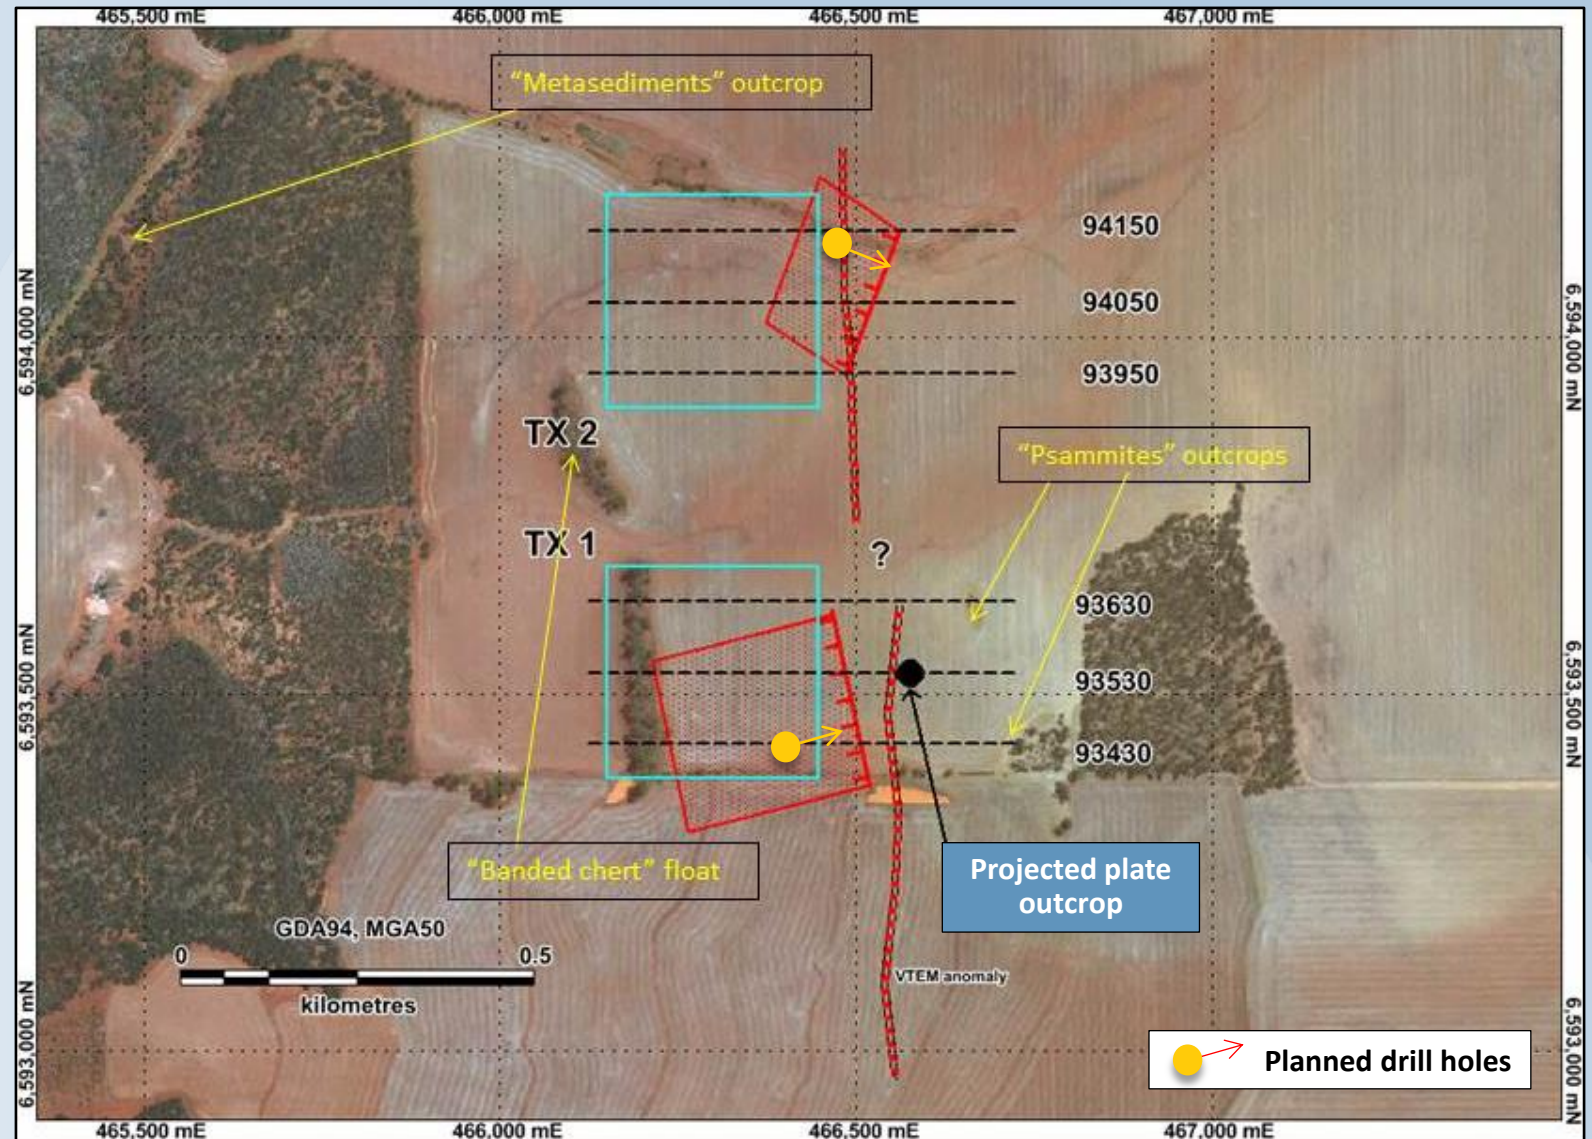 465,500 mE
466,000 mE
466,500 mE
467,000 mE
"Metasediments" outcrop
94150
94050
6,594,000 mN
6,594,000 mN
93950
TX 2
"Psammites" outcrops
TX 1
?
93630
93530
6,593,500 mN
6,593,500 mN
93430
"Banded chert" float
Projected plate
outcrop
GDA94, MGA50
0
0.5
kilometres
VTEM anomaly
6,593,000 mN
6,593,000 mN
Planned drill holes
465,500 mE
466,000 mE
466,500 mE
467,000 mE